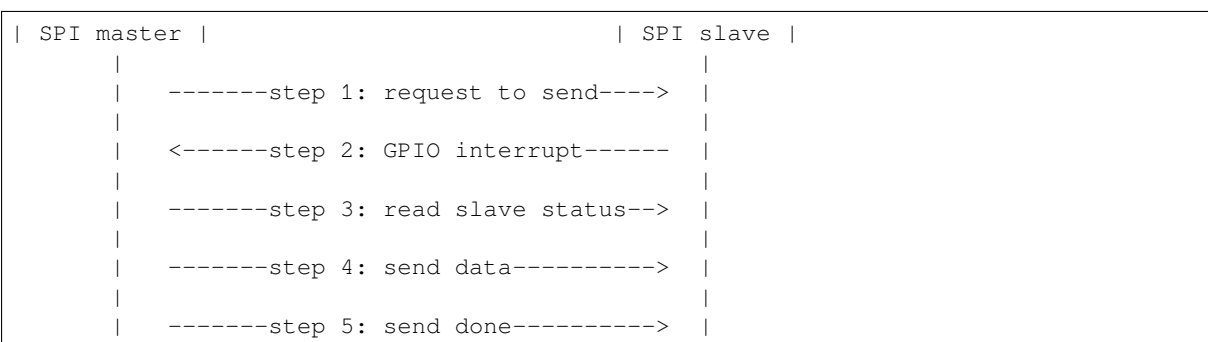 | SPI master |                             | SPI slave |
      |                                         |
      |   -------step 1: request to send---->   |
      |                                         |
      |   <------step 2: GPIO interrupt------   |
      |                                         |
      |   -------step 3: read slave status-->   |
      |                                         |
      |   -------step 4: send data---------->   |
      |                                         |
      |   -------step 5: send done---------->   |